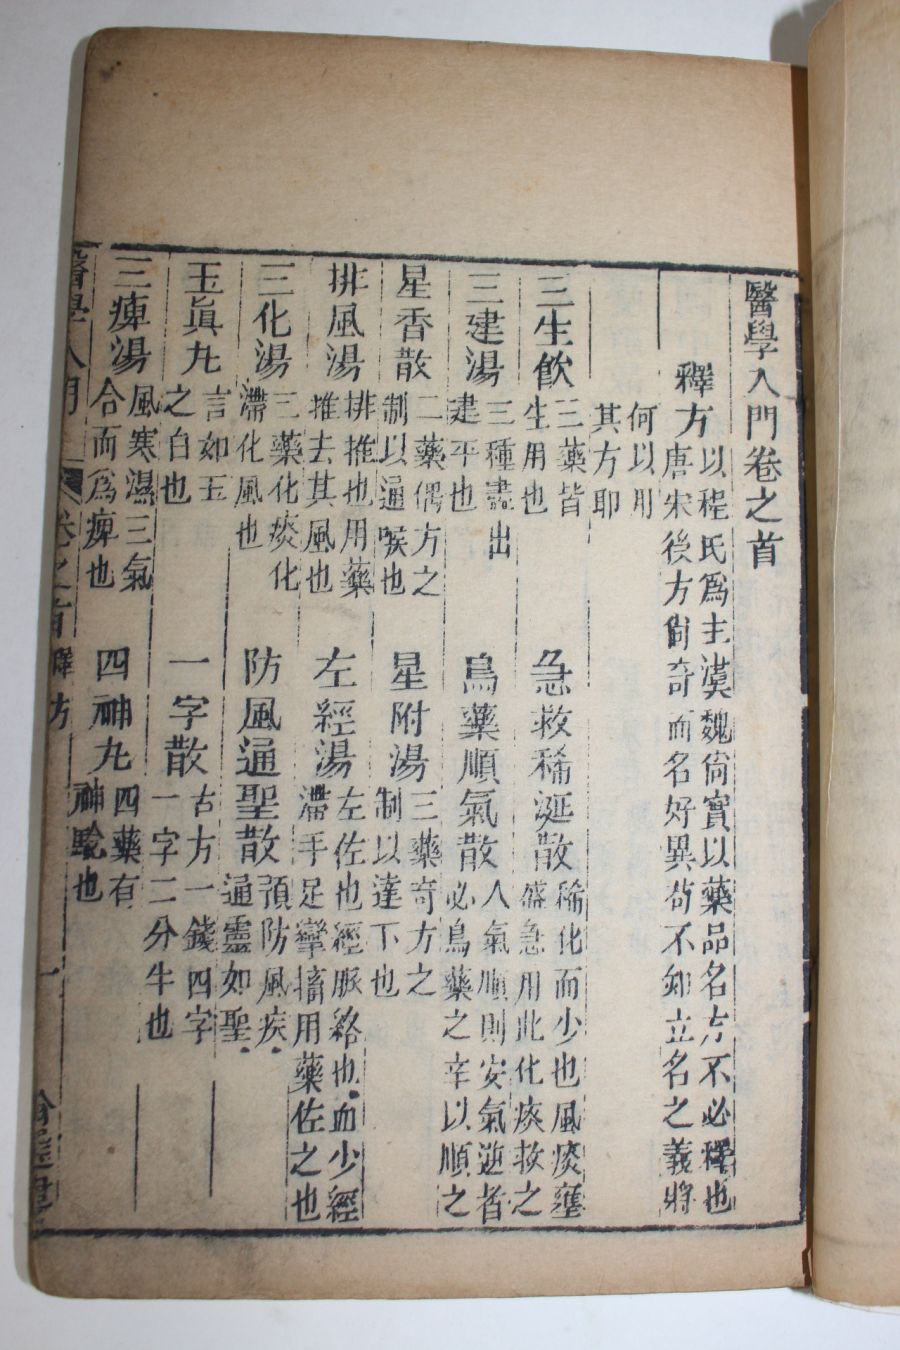 醫學入門卷之首
釋方
以程氏為主漢魏尙實以藥品名方不必釋也
唐宋後方尙奇而名好異苟不知立名之義將
何以用
其方耶
三生飮
三藥皆
生用也
急救稀涎散
稀化而少也風痰壅
盛急用此化痰救之
三建湯
三種盡出
建平也
烏藥順氣散
人氣順則安氣逆者
必烏藥之辛以順之
星香散
二藥偶方之
制以通喉也
星附湯
三藥奇方之
制以達下也
排風湯
排推也用藥
推去其風也
左經湯
左佐也經脈絡也血少經
滯手足攣搐用藥佐之也
三化湯
三藥化痰化
滯化風也
防風通聖散
預防風疾
通靈如聖
玉眞丸
言如玉
之白也
一字散
古方一錢四字
一字二分半也
三痺湯
風寒濕三氣
合而為痺也
四神丸
四藥有
神驗也
醫學入門 卷之首 釋方 一